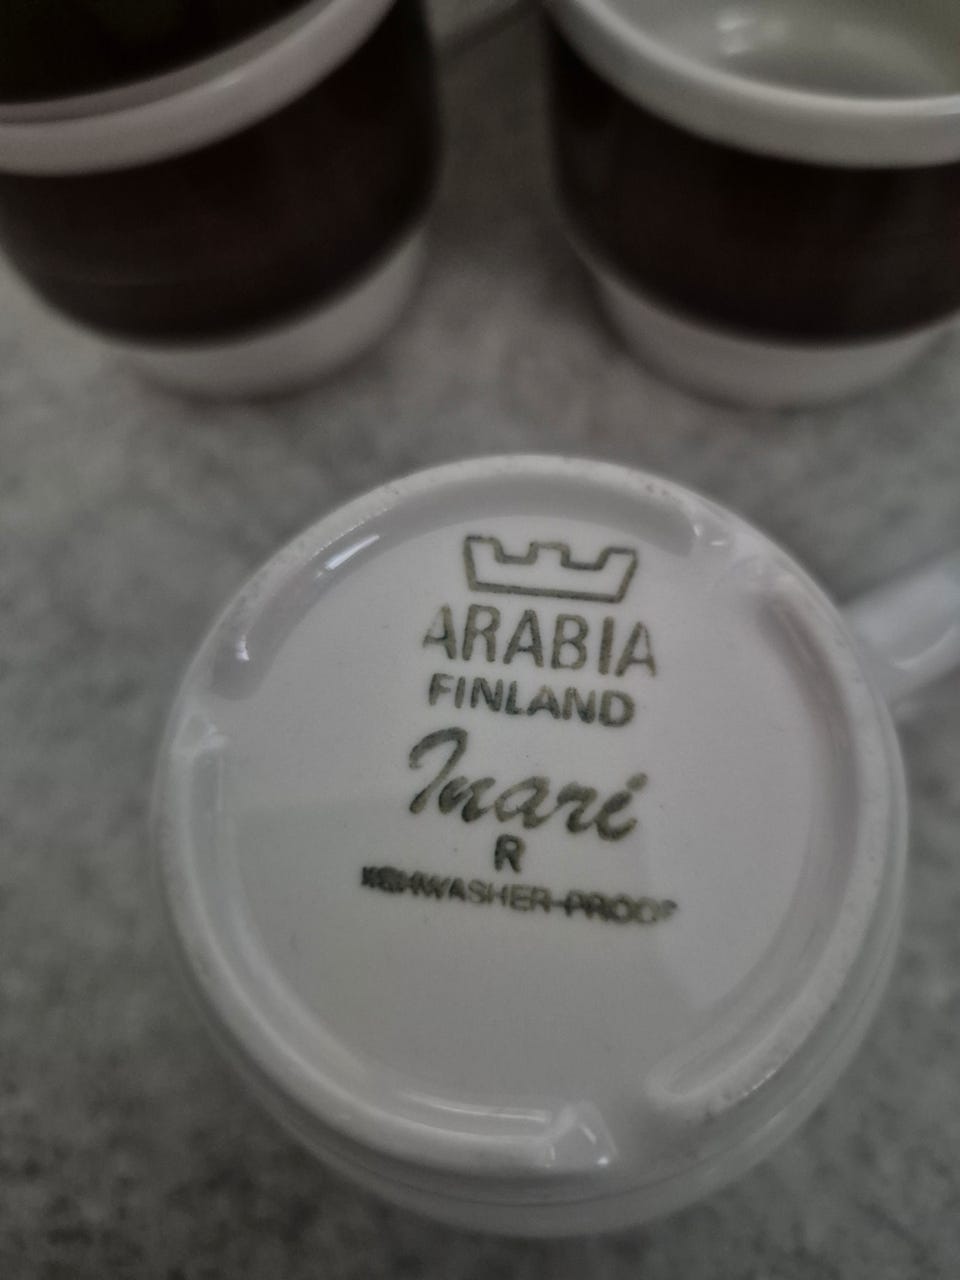 ARABIA
FINLAND
Inari
R
DISHWASHER-PROOF